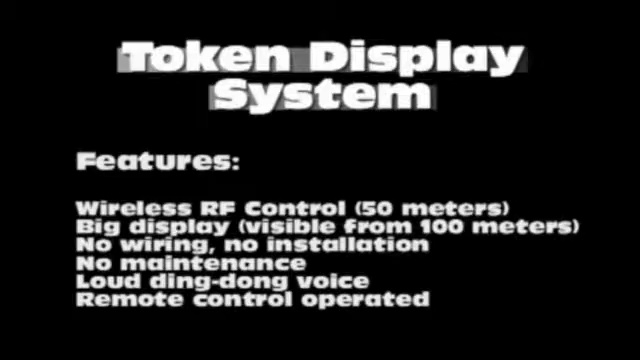 Token Display
System
Features:
Wireless RF Control (50 meters)
Big display (visible from 100 meters)
No wiring, no installation
No maintenance
Loud ding-dong voice
Remote control operated